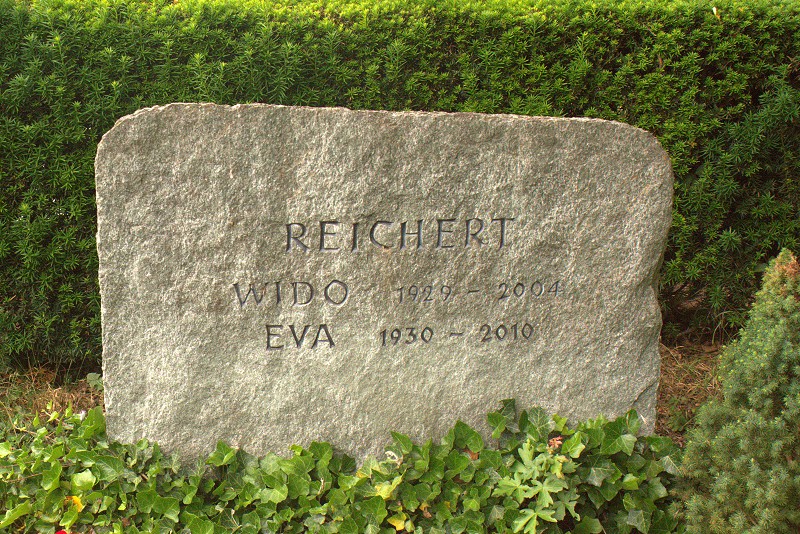 REICHERT
WIDO 1929 - 2004
EVA 1930 - 2010